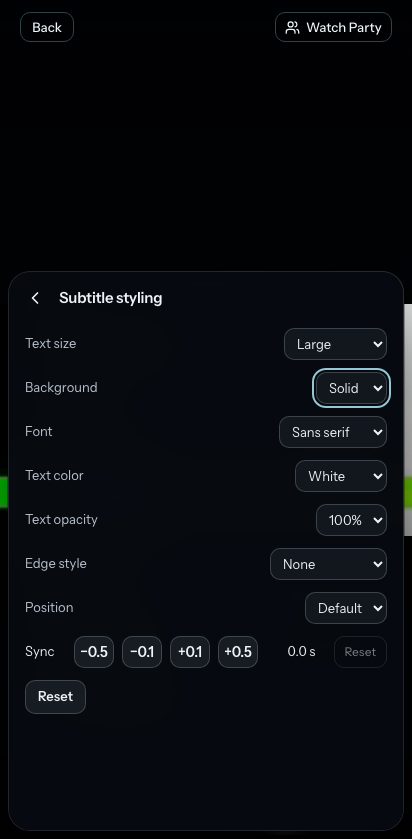 Back
Watch Party
Subtitle styling
Text size Large
Background Solid
Font Sans serif
Text color White
Text opacity 100%
Edge style None
Position Default
Sync −0.5 −0.1 +0.1 +0.5 0.0 s Reset
Reset